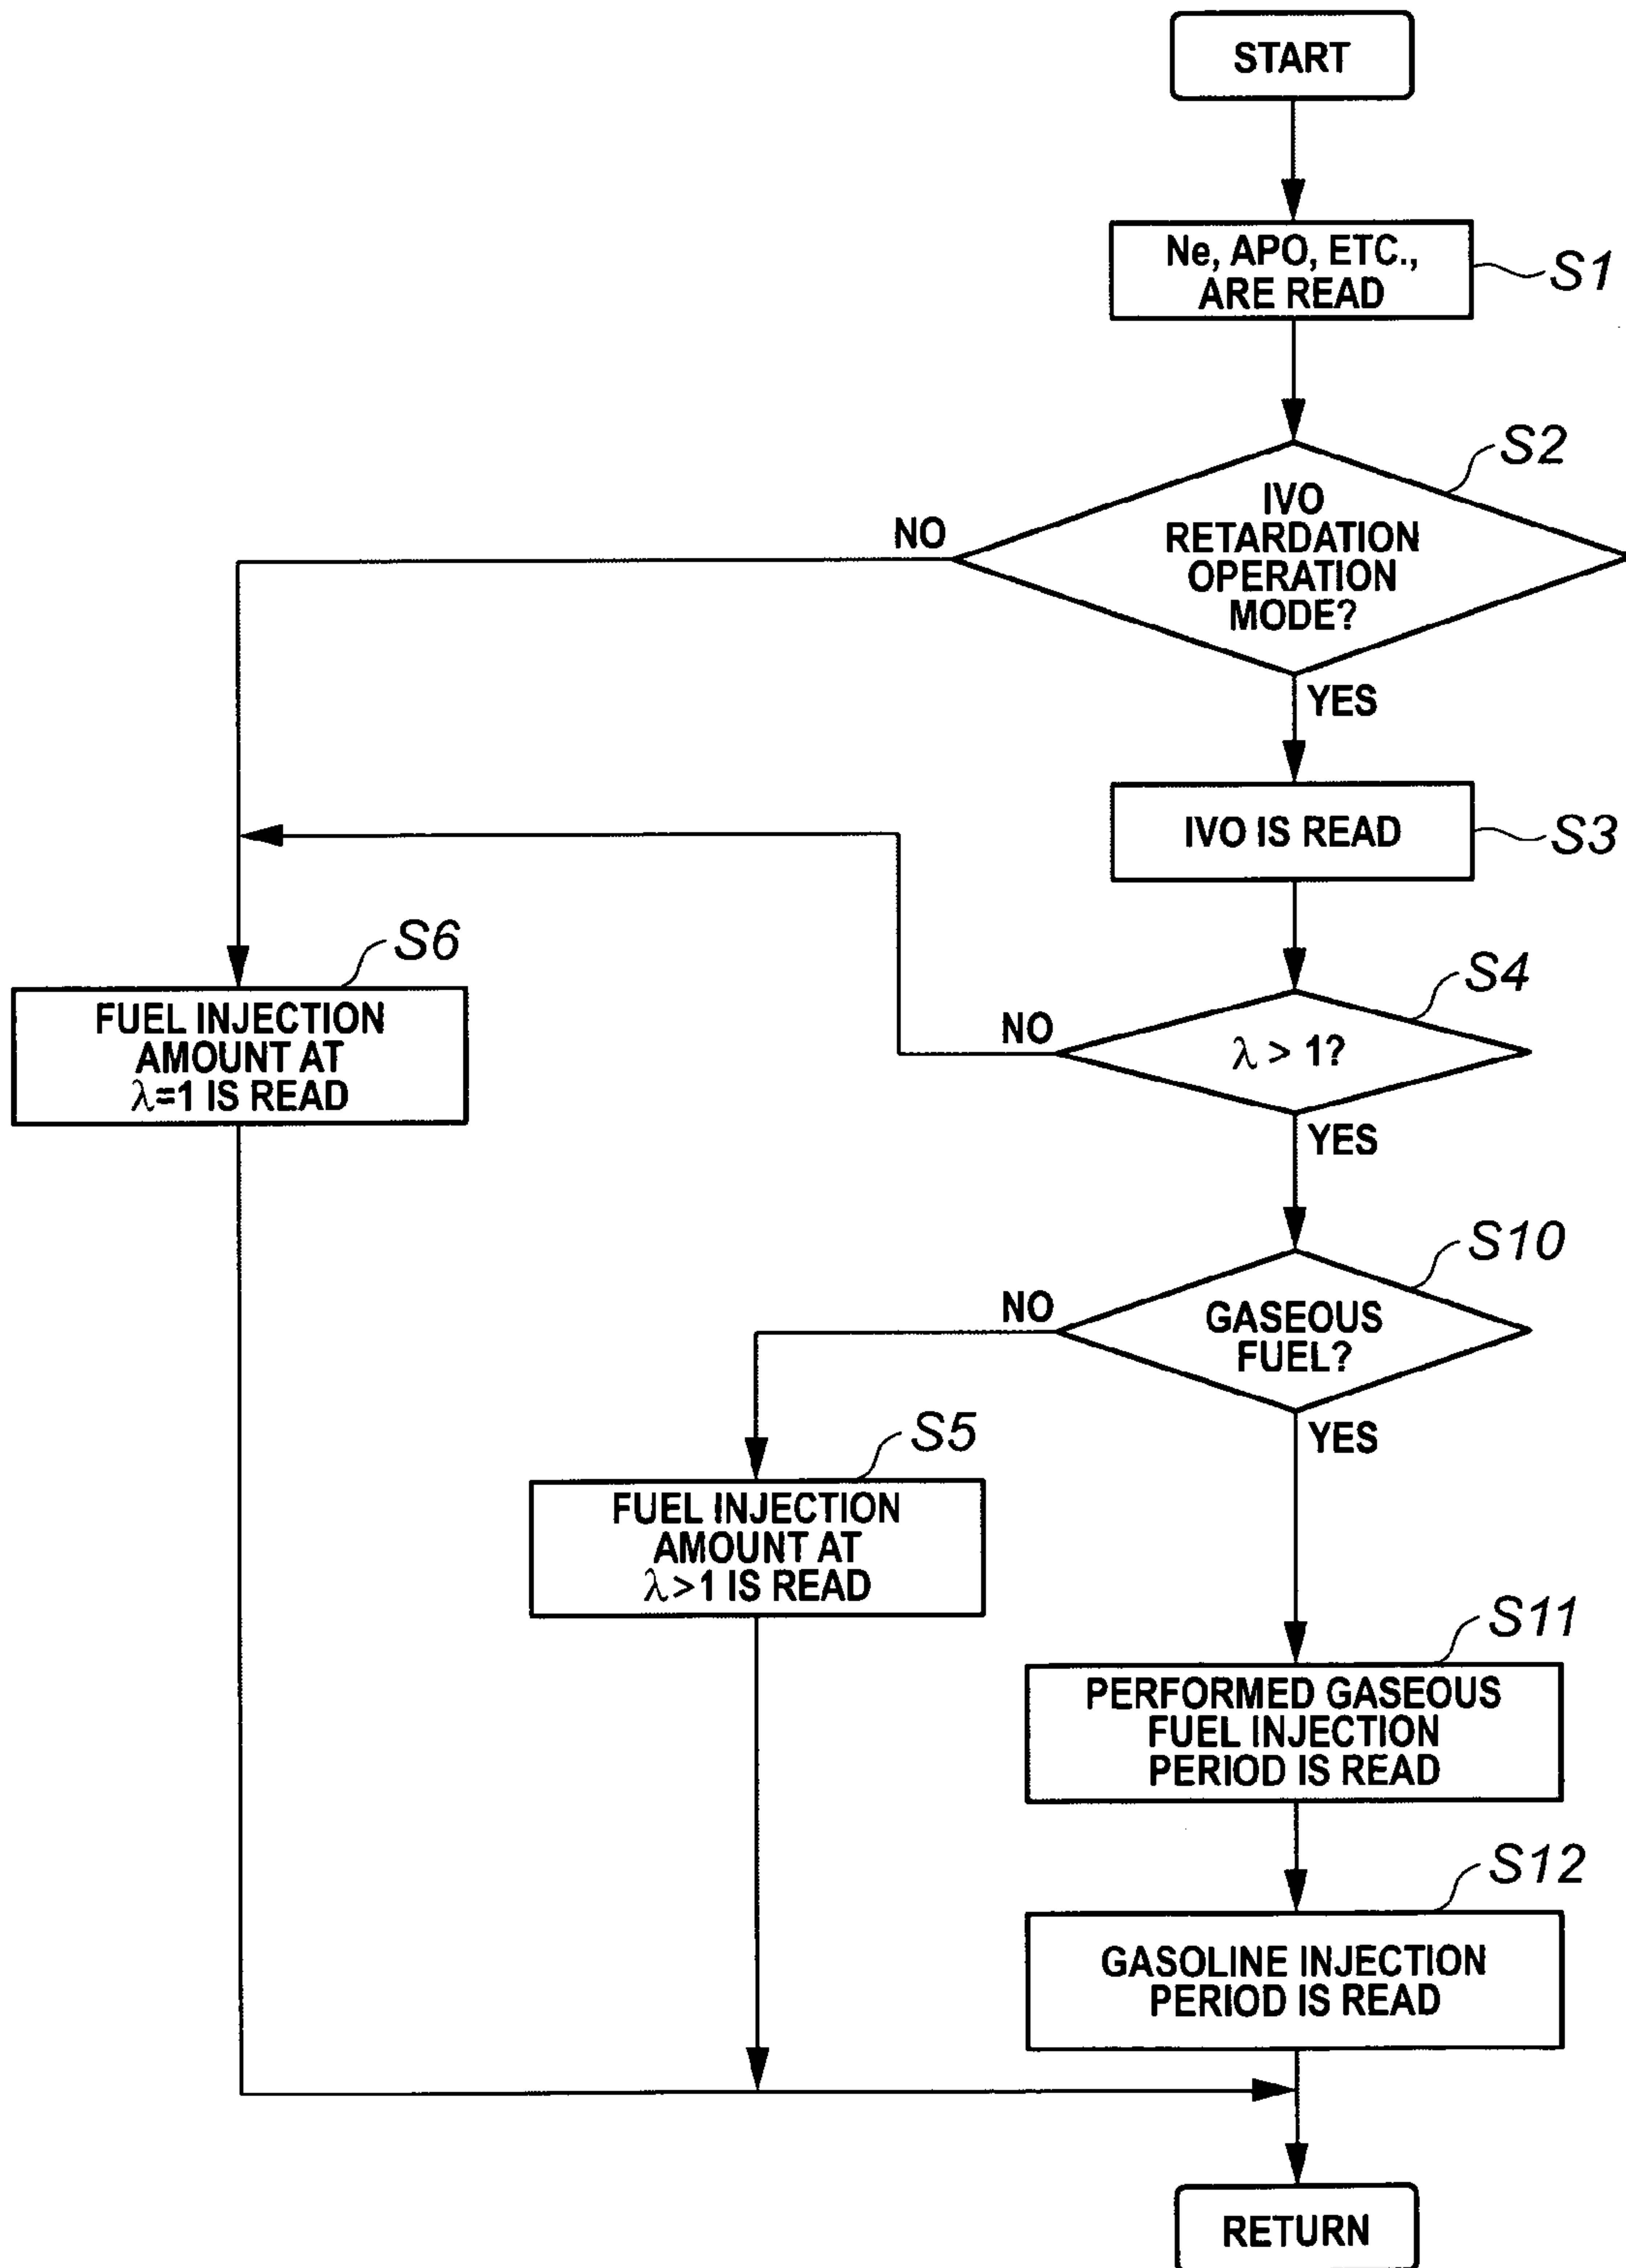 START
Ne, APO, ETC.,
ARE READ
S1
S2
IVO
RETARDATION
OPERATION
MODE?
NO
YES
IVO IS READ
S3
S6
FUEL INJECTION
AMOUNT AT
λ=1 IS READ
S4
NO
λ > 1?
YES
S10
NO
GASEOUS
FUEL?
YES
S5
FUEL INJECTION
AMOUNT AT
λ>1 IS READ
S11
PERFORMED GASEOUS
FUEL INJECTION
PERIOD IS READ
S12
GASOLINE INJECTION
PERIOD IS READ
RETURN